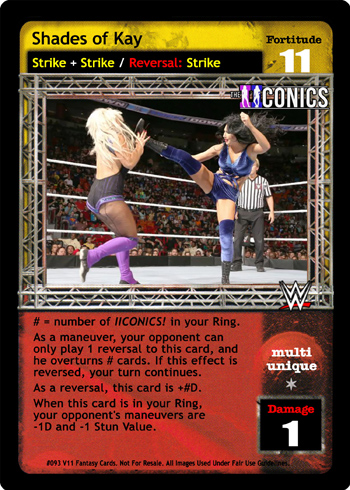 Shades of Kay
Fortitude
Strike + Strike / Reversal: Strike
11
THE IICONICS
W
# = number of IICONICS! in your Ring.
As a maneuver, your opponent can
only play 1 reversal to this card, and
he overturns # cards. If this effect is
reversed, your turn continues.
As a reversal, this card is +#D.
When this card is in your Ring,
your opponent's maneuvers are
-1D and -1 Stun Value.
multi
unique
Damage
1
#093 V11 Fantasy Cards. Not For Resale. All Images Used Under Fair Use Guidelines.